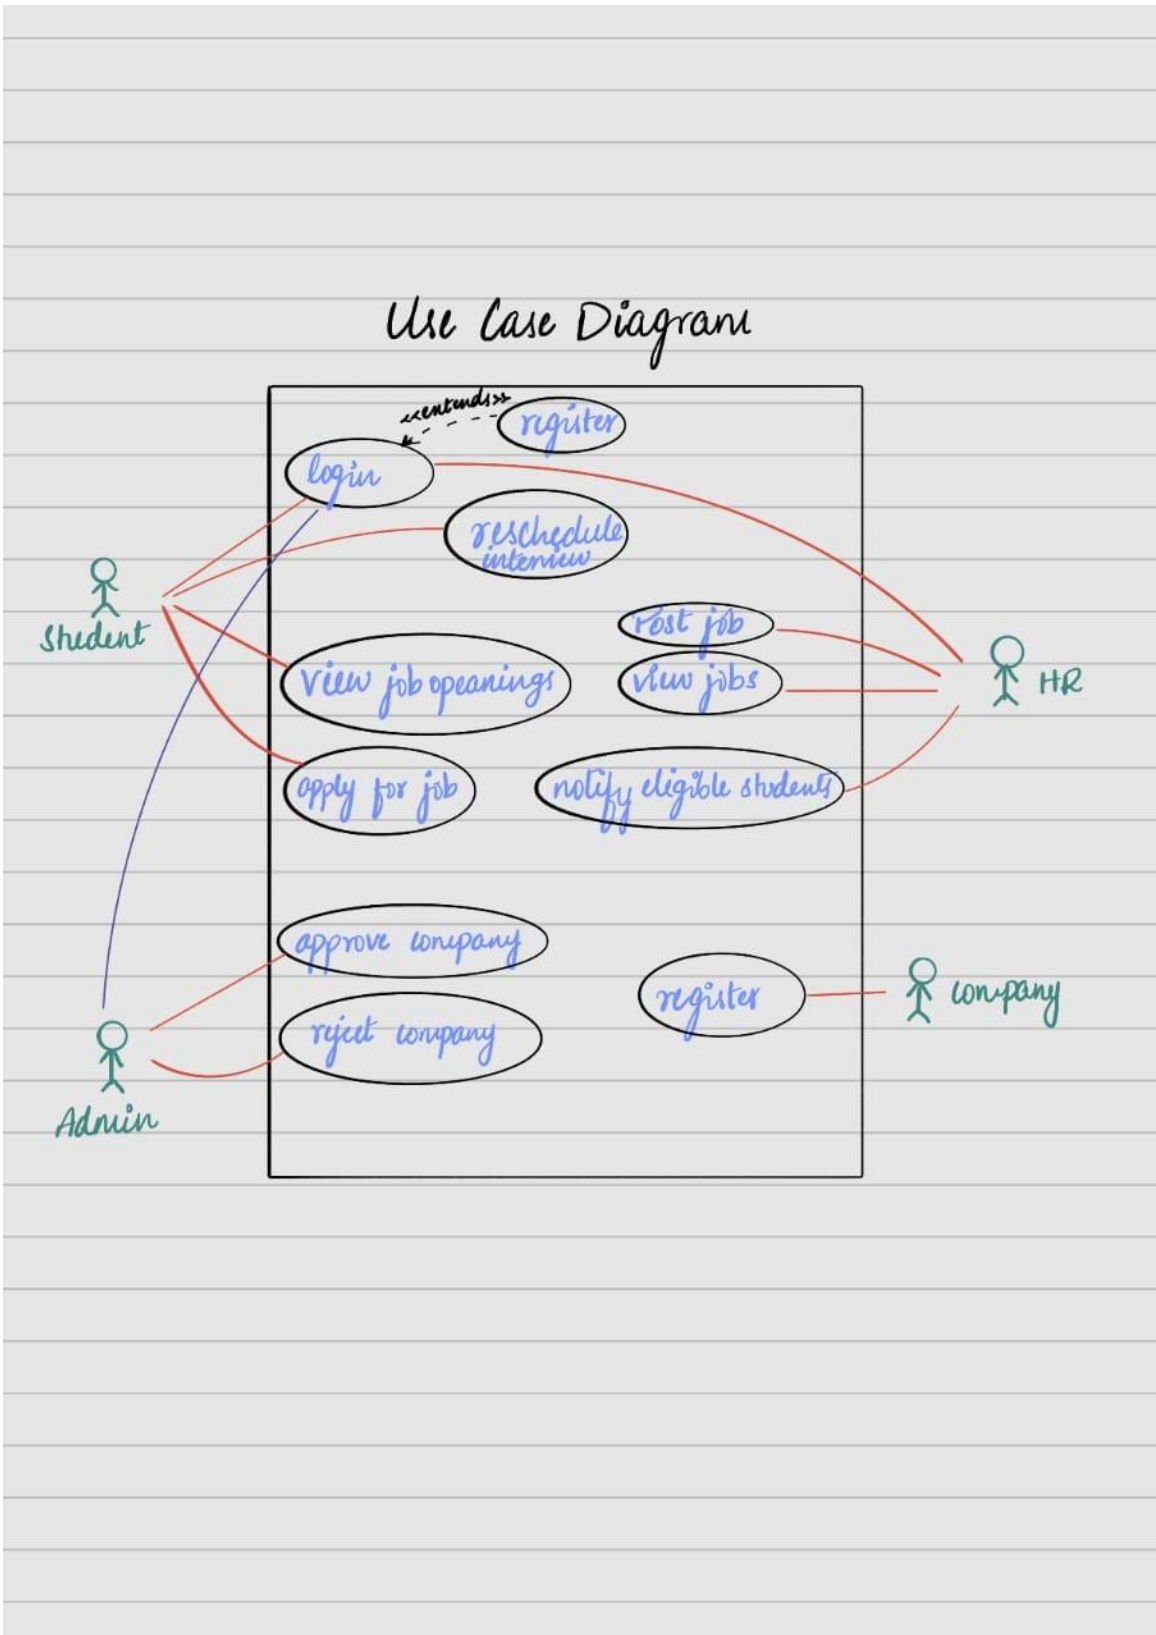 Use Case Diagram
<<extends>>
register
login
reschedule
interview
Student
Post job
view job opeanings
view jobs
HR
apply for job
notify eligible students
approve company
register
company
reject company
Admin